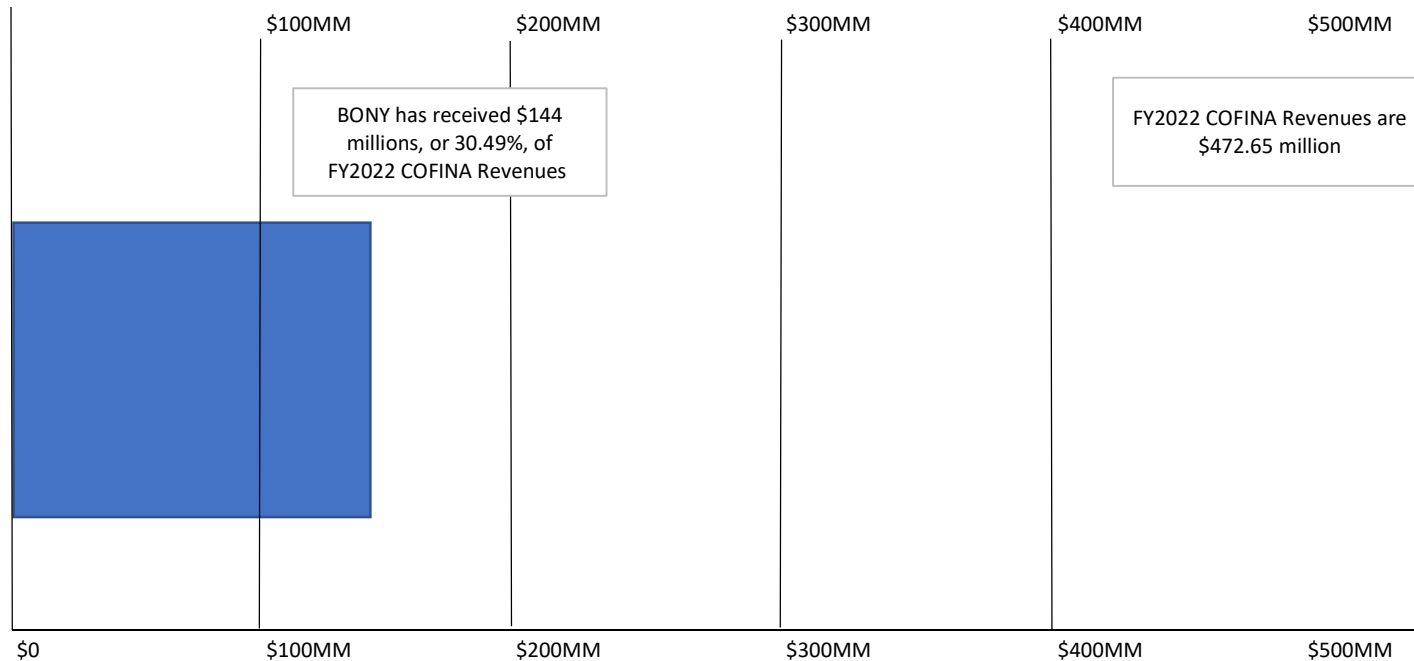 $100MM
$200MM
$300MM
$400MM
$500MM
BONY has received $144
millions, or 30.49%, of
FY2022 COFINA Revenues
FY2022 COFINA Revenues are
$472.65 million
$0
$100MM
$200MM
$300MM
$400MM
$500MM